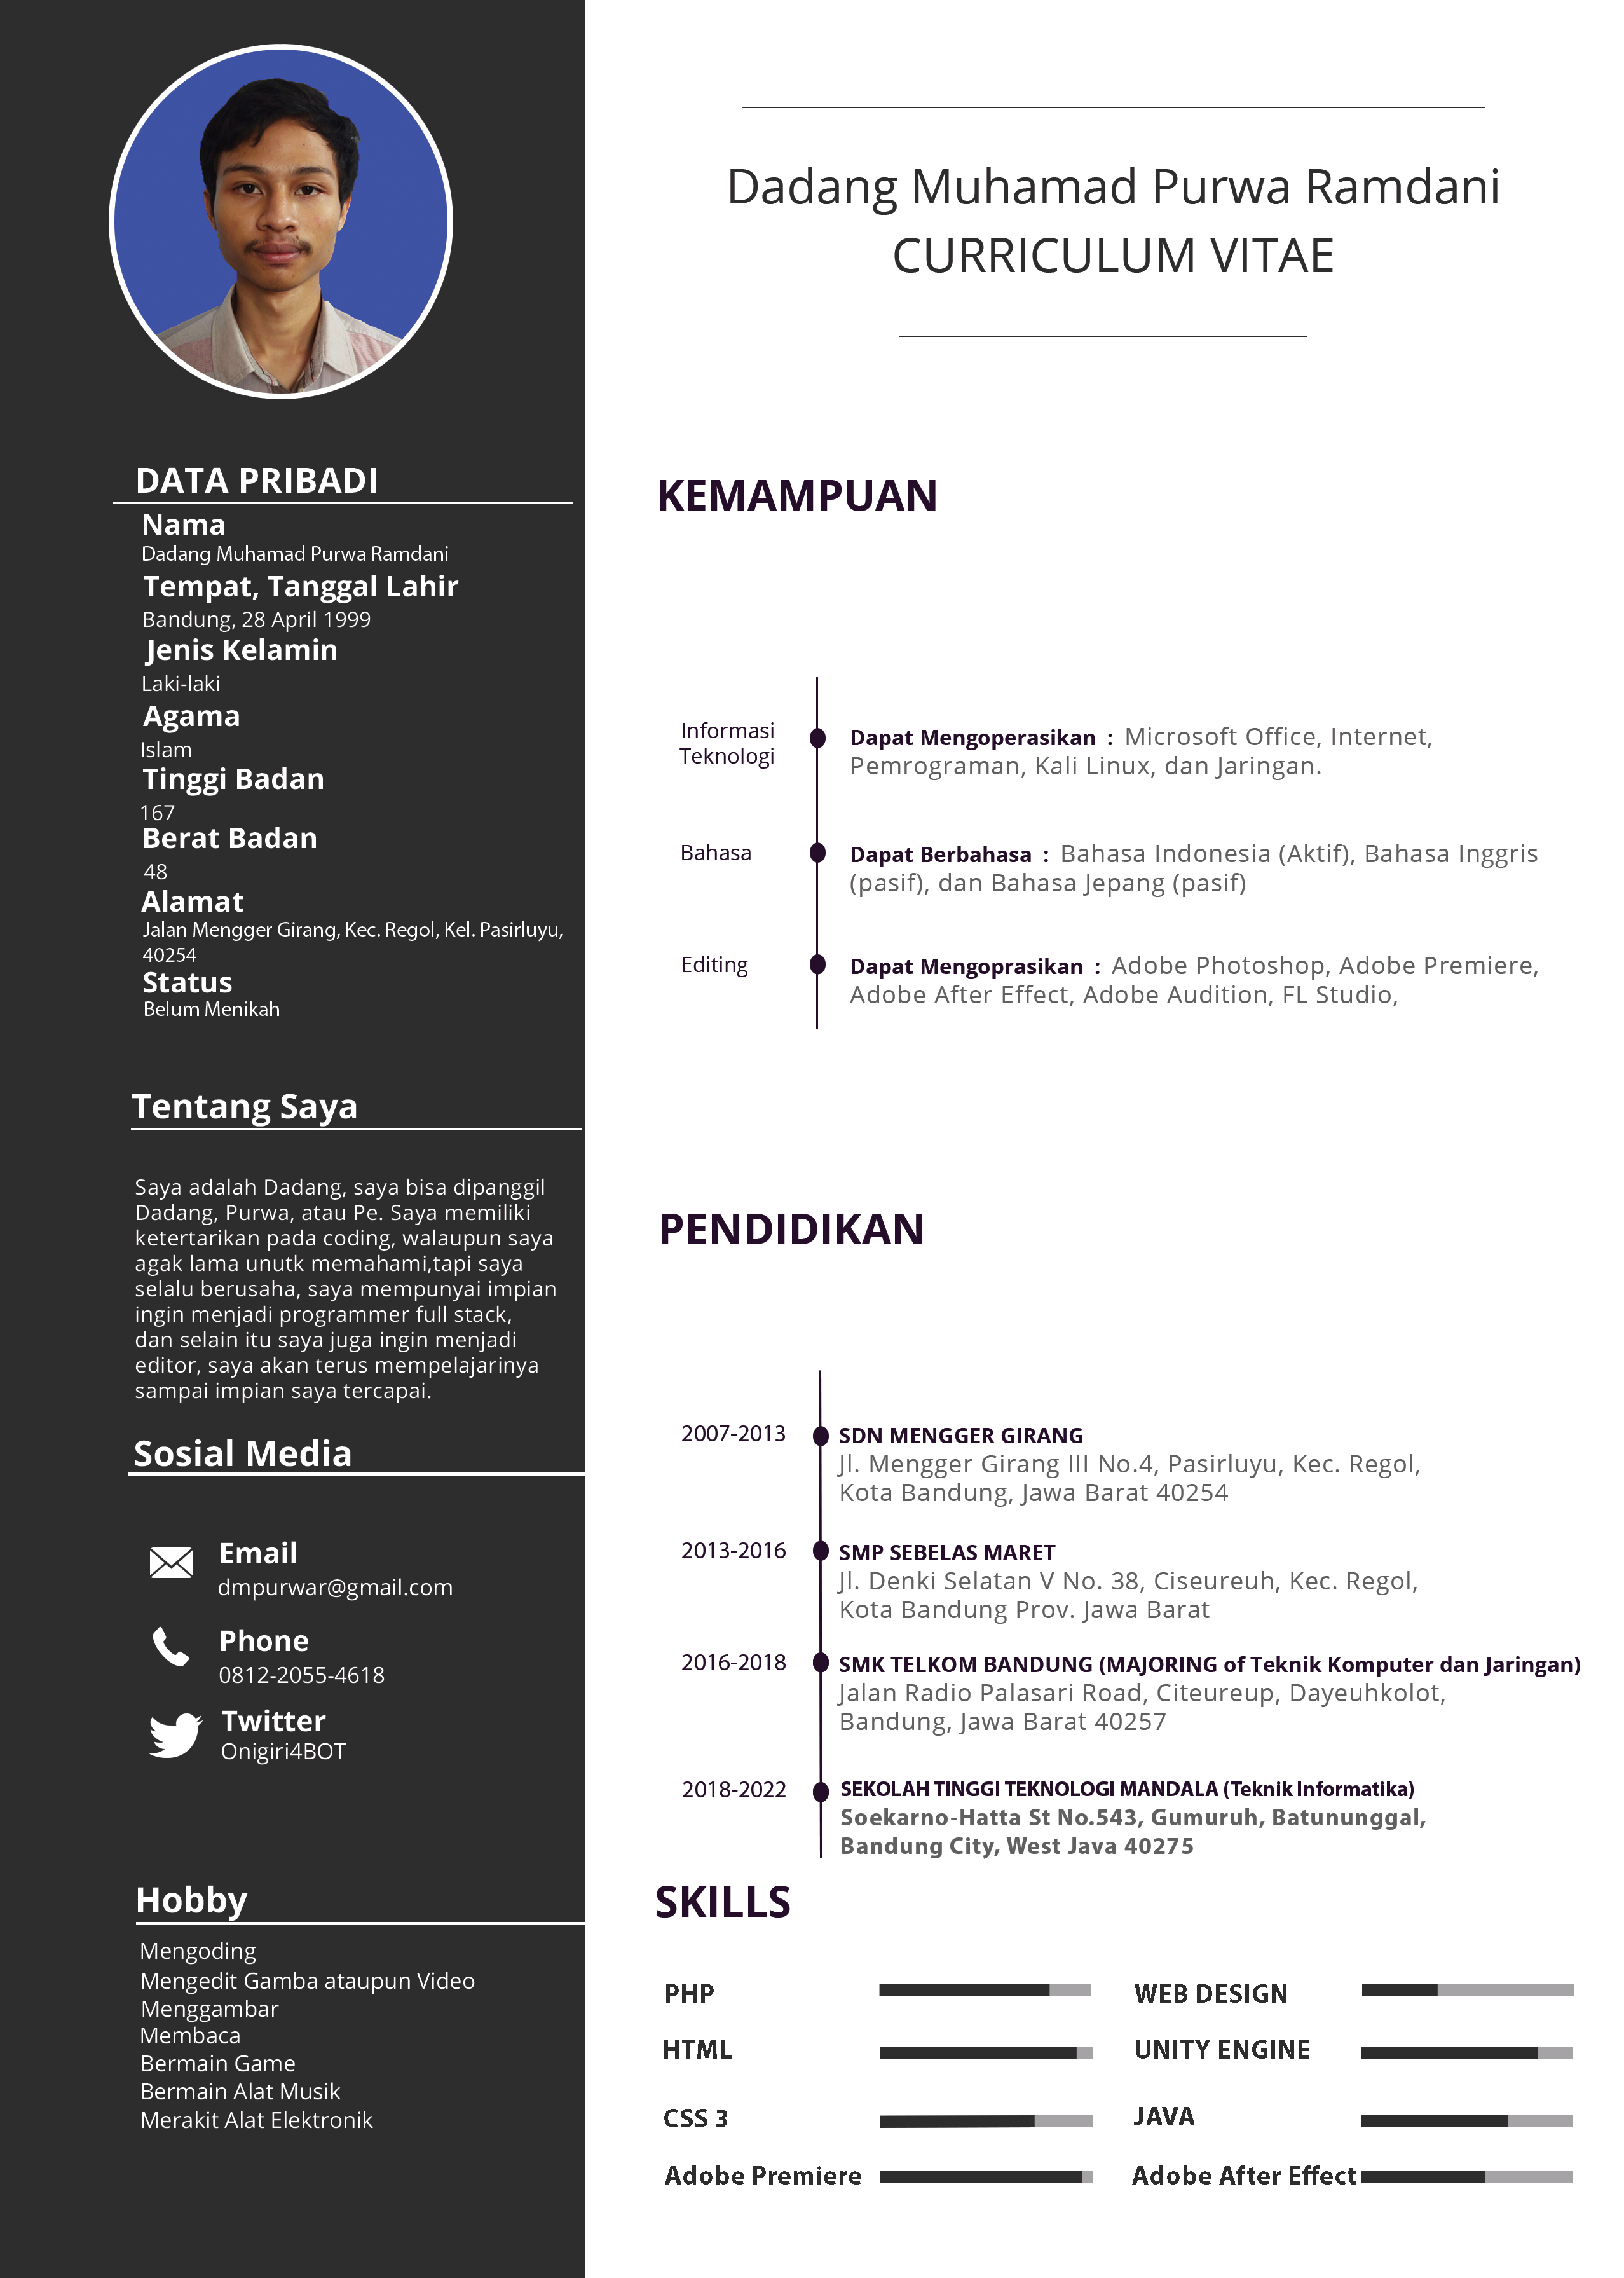 Dadang Muhamad Purwa Ramdani
CURRICULUM VITAE
DATA PRIBADI
Nama
Dadang Muhamad Purwa Ramdani
Tempat, Tanggal Lahir
Bandung, 28 April 1999
Jenis Kelamin
Laki-laki
Agama
Islam
Tinggi Badan
167
Berat Badan
48
Alamat
Jalan Mengger Girang, Kec. Regol, Kel. Pasirluyu,
40254
Status
Belum Menikah
Tentang Saya
Saya adalah Dadang, saya bisa dipanggil
Dadang, Purwa, atau Pe. Saya memiliki
ketertarikan pada coding, walaupun saya
agak lama unutk memahami,tapi saya
selalu berusaha, saya mempunyai impian
ingin menjadi programmer full stack,
dan selain itu saya juga ingin menjadi
editor, saya akan terus mempelajarinya
sampai impian saya tercapai.
Sosial Media
Email
dmpurwar@gmail.com
Phone
0812-2055-4618
Twitter
Onigiri4BOT
Hobby
Mengoding
Mengedit Gamba ataupun Video
Menggambar
Membaca
Bermain Game
Bermain Alat Musik
Merakit Alat Elektronik
KEMAMPUAN
Informasi
Teknologi
Dapat Mengoperasikan : Microsoft Office, Internet,
Pemrograman, Kali Linux, dan Jaringan.
Bahasa
Dapat Berbahasa : Bahasa Indonesia (Aktif), Bahasa Inggris
(pasif), dan Bahasa Jepang (pasif)
Editing
Dapat Mengoprasikan : Adobe Photoshop, Adobe Premiere,
Adobe After Effect, Adobe Audition, FL Studio,
PENDIDIKAN
2007-2013
SDN MENGGER GIRANG
Jl. Mengger Girang III No.4, Pasirluyu, Kec. Regol,
Kota Bandung, Jawa Barat 40254
2013-2016
SMP SEBELAS MARET
Jl. Denki Selatan V No. 38, Ciseureuh, Kec. Regol,
Kota Bandung Prov. Jawa Barat
2016-2018
SMK TELKOM BANDUNG (MAJORING of Teknik Komputer dan Jaringan)
Jalan Radio Palasari Road, Citeureup, Dayeuhkolot,
Bandung, Jawa Barat 40257
2018-2022
SEKOLAH TINGGI TEKNOLOGI MANDALA (Teknik Informatika)
Soekarno-Hatta St No.543, Gumuruh, Batununggal,
Bandung City, West Java 40275
SKILLS
PHP
WEB DESIGN
HTML
UNITY ENGINE
CSS 3
JAVA
Adobe Premiere
Adobe After Effect